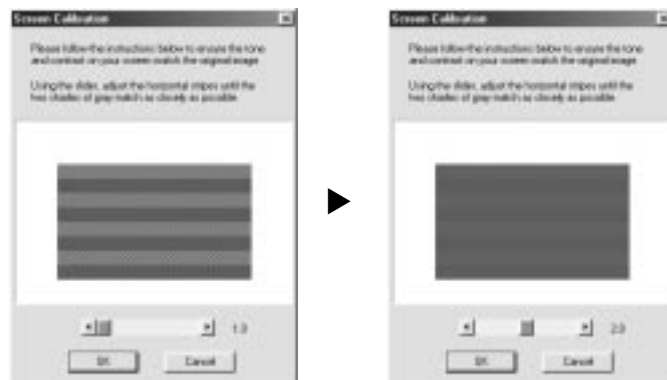 Screen Calibration
Please follow the instructions below to ensure the tone
and contrast on your screen match the original image.
Using the slider, adjust the horizontal stripes until the
two shades of gray match as closely as possible.
1.0
OK
Cancel
Screen Calibration
Please follow the instructions below to ensure the tone
and contrast on your screen match the original image.
Using the slider, adjust the horizontal stripes until the
two shades of gray match as closely as possible.
2.0
OK
Cancel